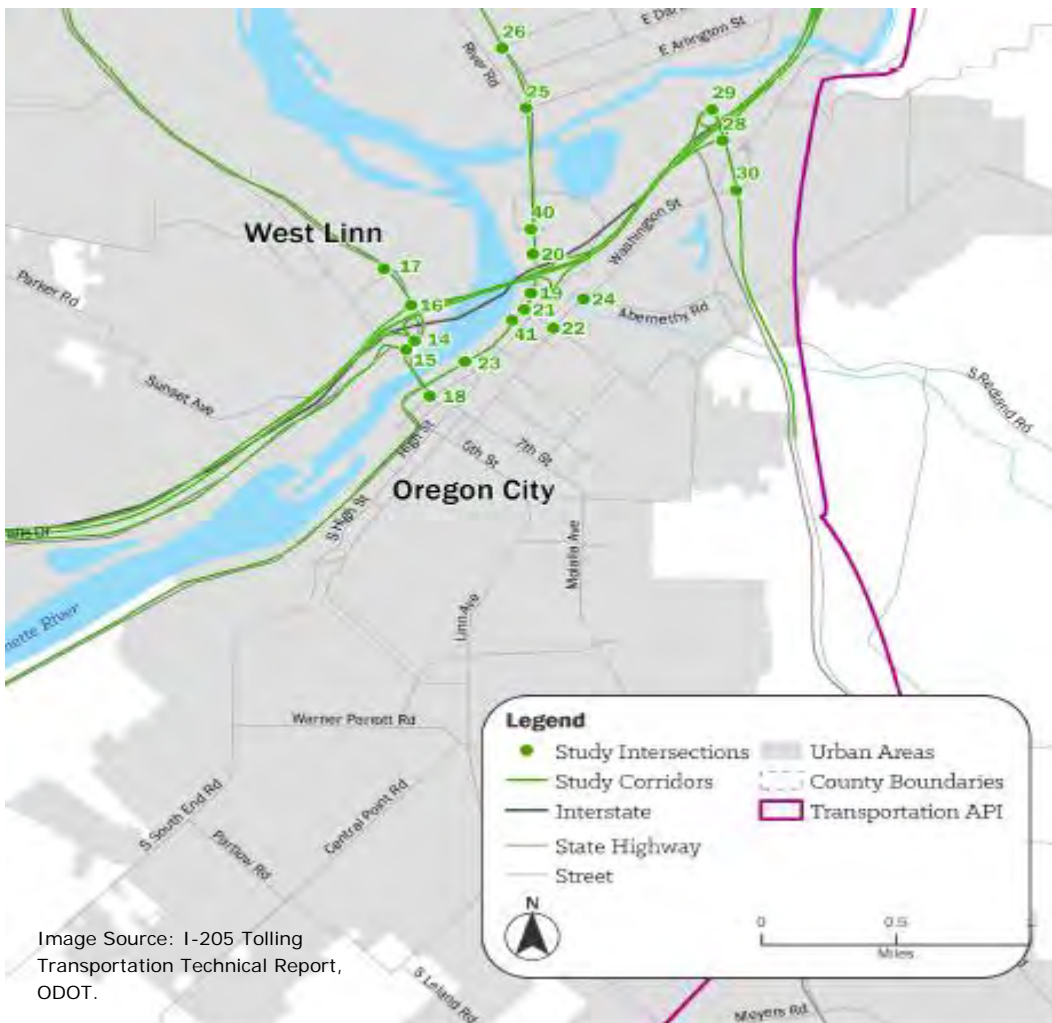 26
River Rd
E Arlington St
25
29
28
30
40
West Linn
Washington St
20
17
Parker Rd
16
19
24
21
Abernethy Rd
14
41
22
15
23
S Redland Rd
Sunset Ave
18
High St
7th St
5th St
Oregon City
S High St
Molalla Ave
Linn Ave
Warner Parrott Rd
Legend
Study Intersections
Urban Areas
Study Corridors
County Boundaries
Interstate
Transportation API
State Highway
Street
S South End Rd
Central Point Rd
Partlow Rd
N
0
0.5
Miles
Image Source: I-205 Tolling
Transportation Technical Report,
ODOT.
S Leland Rd
Meyers Rd